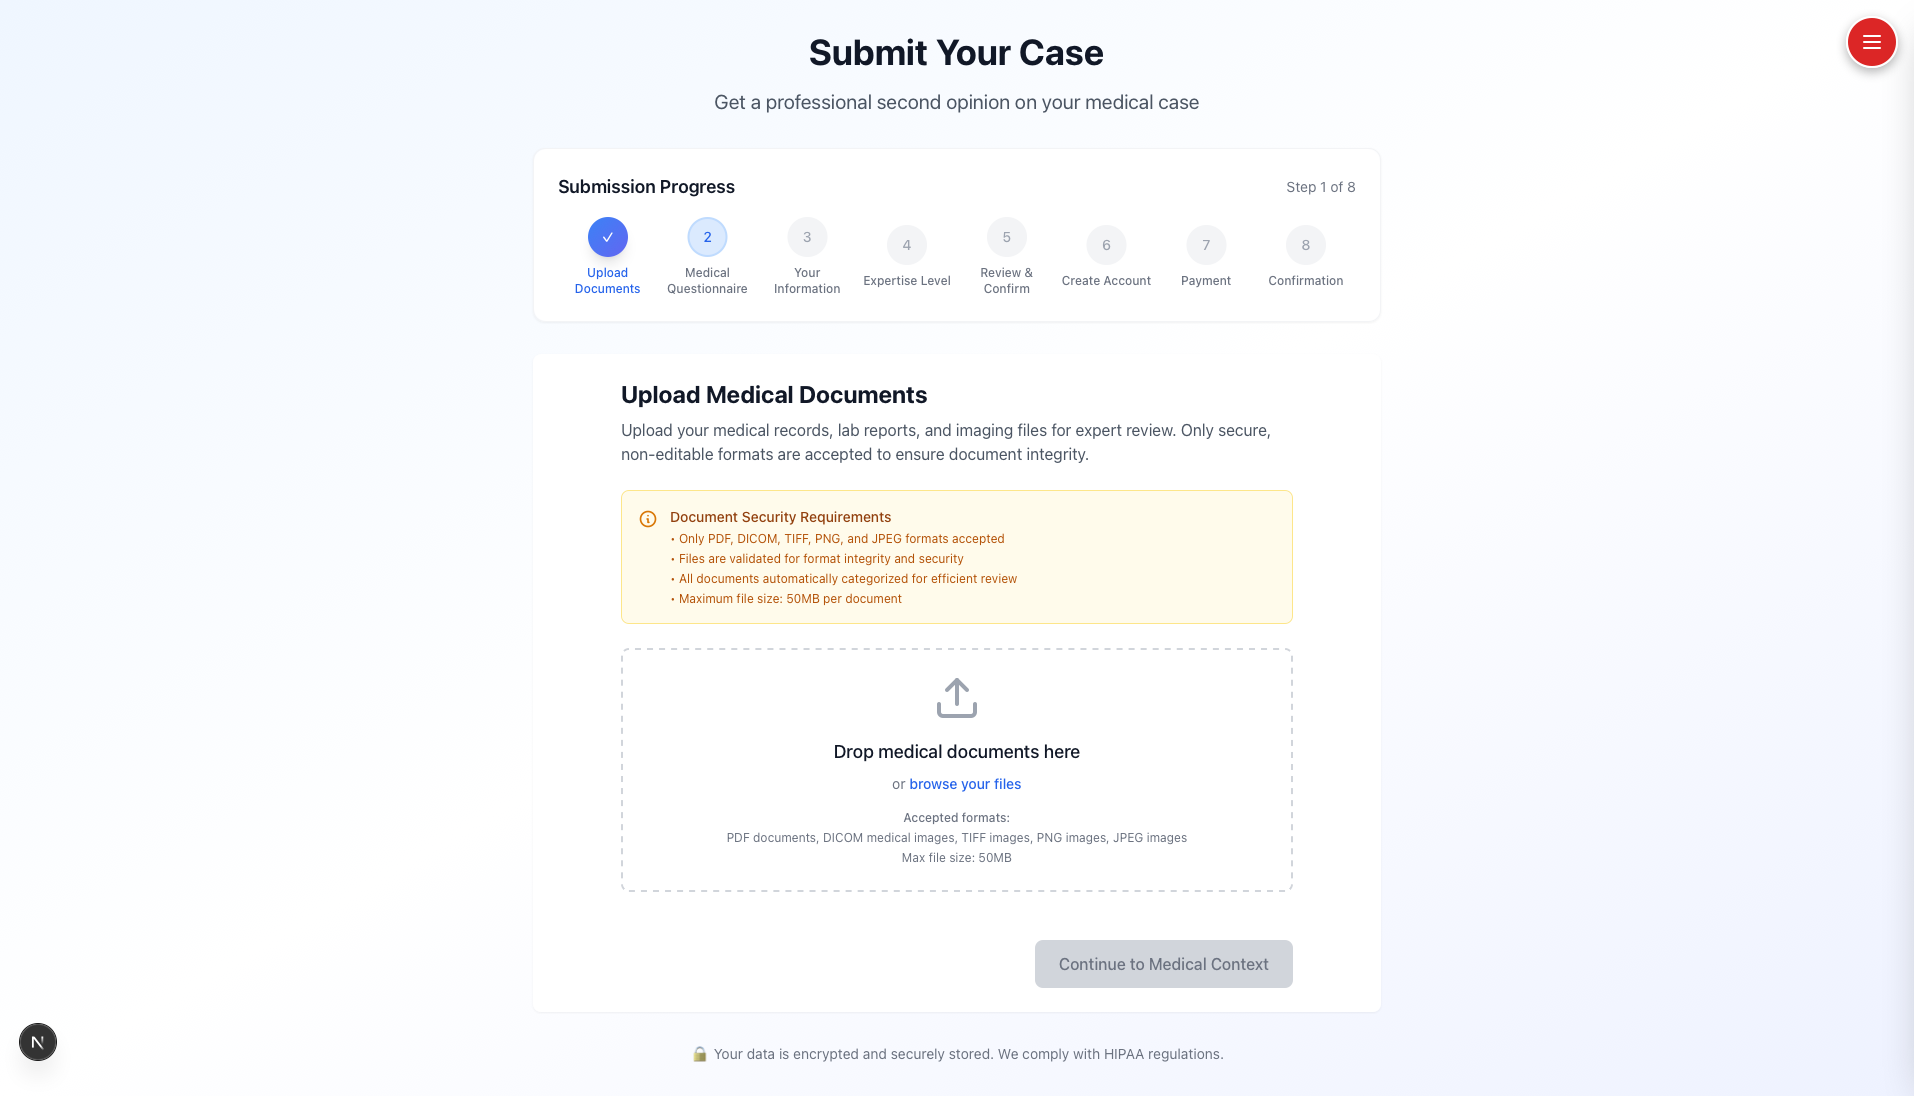 Submit Your Case
Get a professional second opinion on your medical case
Submission Progress
Step 1 of 8
✓
Upload
Documents
2
Medical
Questionnaire
3
Your
Information
4
Expertise Level
5
Review &
Confirm
6
Create Account
7
Payment
8
Confirmation
Upload Medical Documents
Upload your medical records, lab reports, and imaging files for expert review. Only secure,
non-editable formats are accepted to ensure document integrity.
Document Security Requirements
• Only PDF, DICOM, TIFF, PNG, and JPEG formats accepted
• Files are validated for format integrity and security
• All documents automatically categorized for efficient review
• Maximum file size: 50MB per document
Drop medical documents here
or browse your files
Accepted formats:
PDF documents, DICOM medical images, TIFF images, PNG images, JPEG images
Max file size: 50MB
Continue to Medical Context
N
🔒 Your data is encrypted and securely stored. We comply with HIPAA regulations.